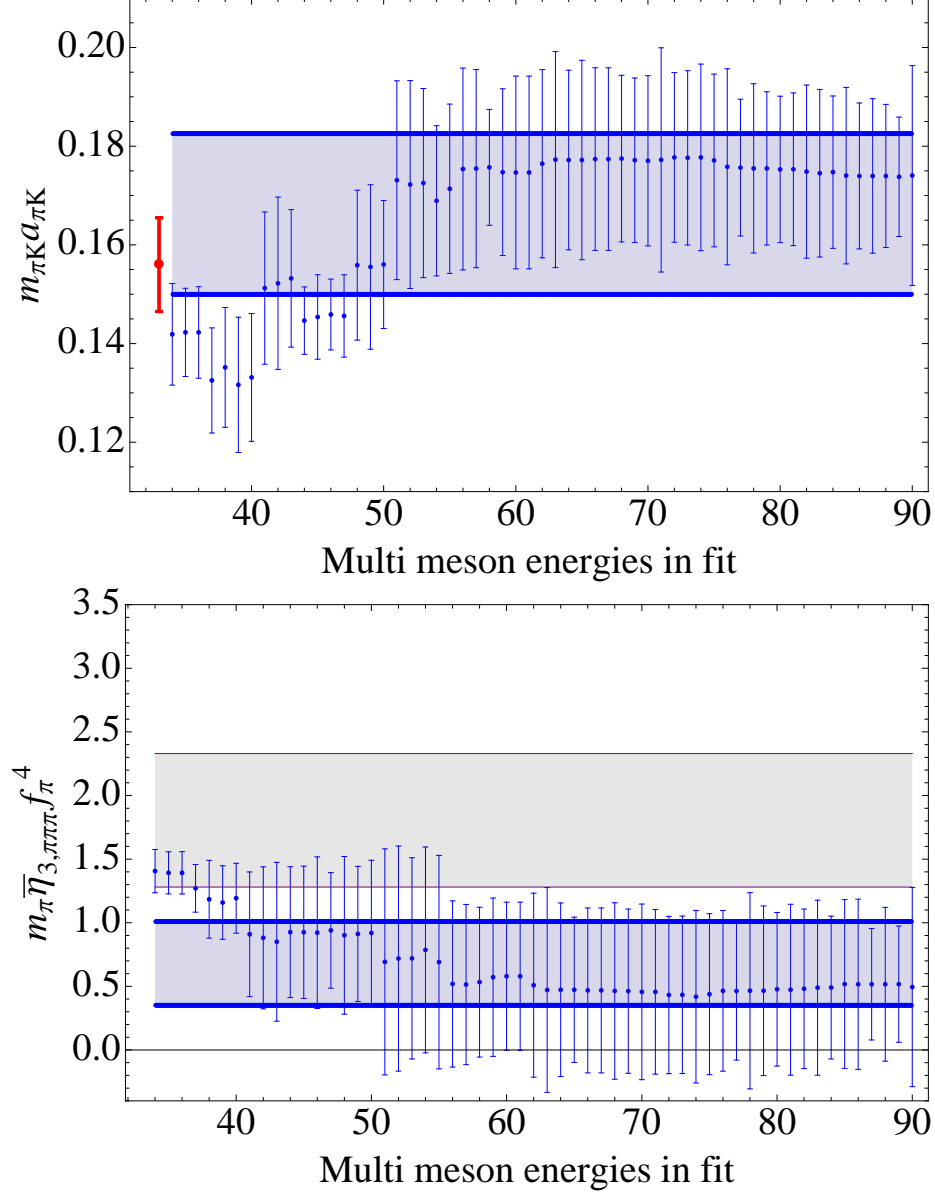 0.20
0.18
0.16
0.14
0.12
m_{πK} a_{πK}
40 50 60 70 80 90
Multi meson energies in fit
3.5
3.0
2.5
2.0
1.5
1.0
0.5
0.0
m_π η̅_{3,πππ} f_π^4
40 50 60 70 80 90
Multi meson energies in fit